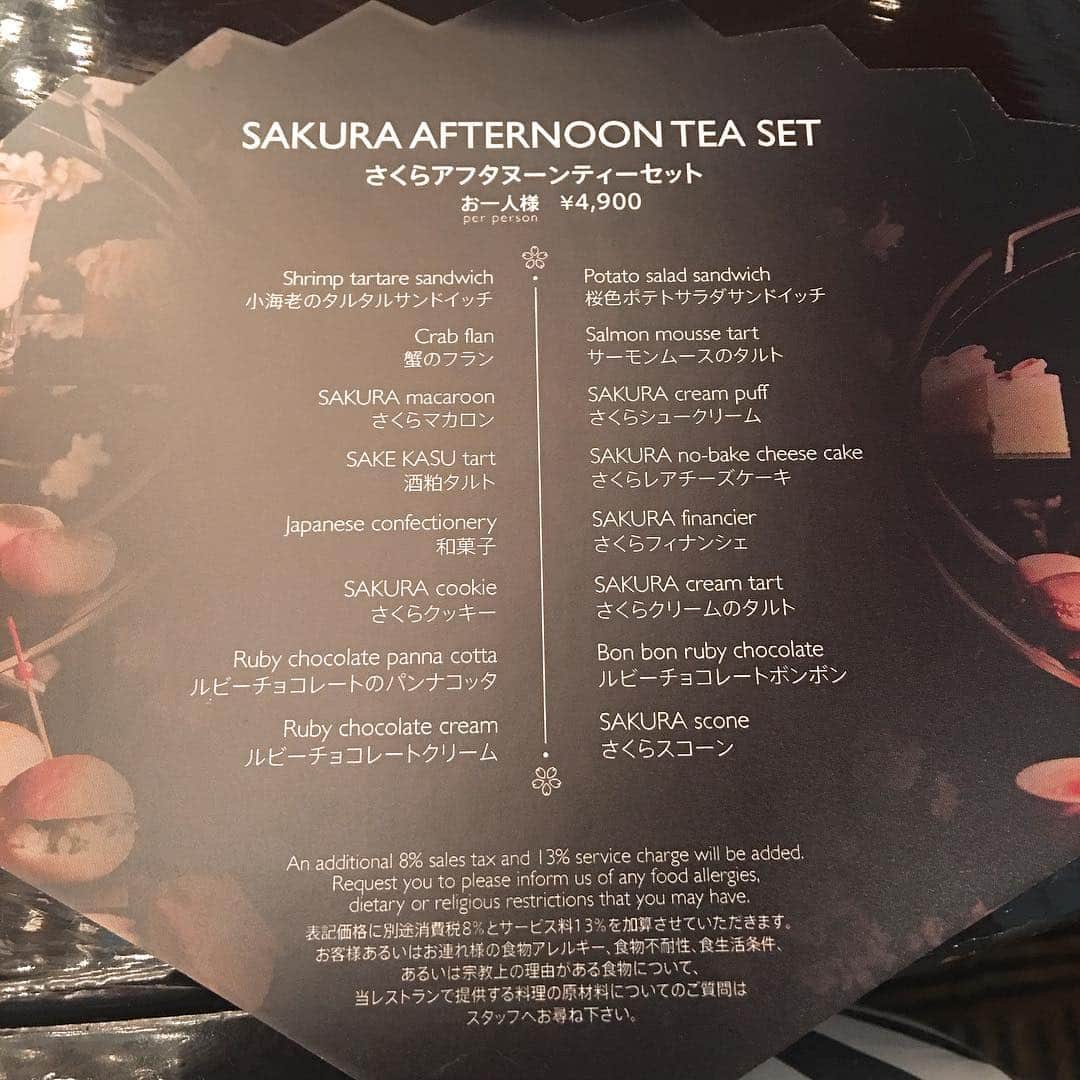 SAKURA AFTERNOON TEA SET
さくらアフタヌーンティーセット
お一人様 ¥4,900
per person
Shrimp tartare sandwich
小海老のタルタルサンドイッチ
Crab flan
蟹のフラン
SAKURA macaroon
さくらマカロン
SAKE KASU tart
酒粕タルト
Japanese confectionery
和菓子
SAKURA cookie
さくらクッキー
Ruby chocolate panna cotta
ルビーチョコレートのパンナコッタ
Ruby chocolate cream
ルビーチョコレートクリーム
Potato salad sandwich
桜色ポテトサラダサンドイッチ
Salmon mousse tart
サーモンムースのタルト
SAKURA cream puff
さくらシュークリーム
SAKURA no-bake cheese cake
さくらレアチーズケーキ
SAKURA financier
さくらフィナンシェ
SAKURA cream tart
さくらクリームのタルト
Bon bon ruby chocolate
ルビーチョコレートボンボン
SAKURA scone
さくらスコーン
An additional 8% sales tax and 13% service charge will be added.
Request you to please inform us of any food allergies,
dietary or religious restrictions that you may have.
表記価格に別途消費税8%とサービス料13%を加算させていただきます。
お客様あるいはお連れ様の食物アレルギー、食物不耐性、食生活条件、
あるいは宗教上の理由がある食物について、
当レストランで提供する料理の原材料についてのご質問は
スタッフへお尋ね下さい。